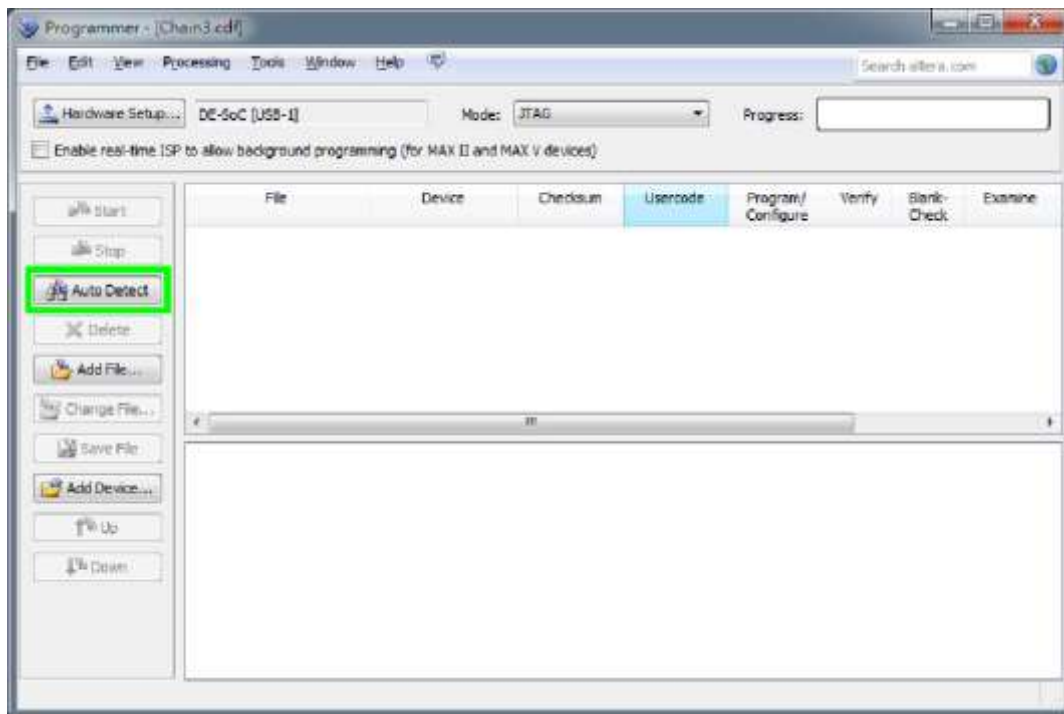 Programmer - [Chain3.cdf]
File Edit View Processing Tools Window Help
Search altera.com
Hardware Setup... DE-SoC [USB-1] Mode: JTAG Progress:
Enable real-time ISP to allow background programming (for MAX II and MAX V devices)
File Device Checksum Usercode Program/ Configure Verify Blank- Check Examine
Start
Stop
Auto Detect
Delete
Add File...
Change File...
Save File
Add Device...
Up
Down